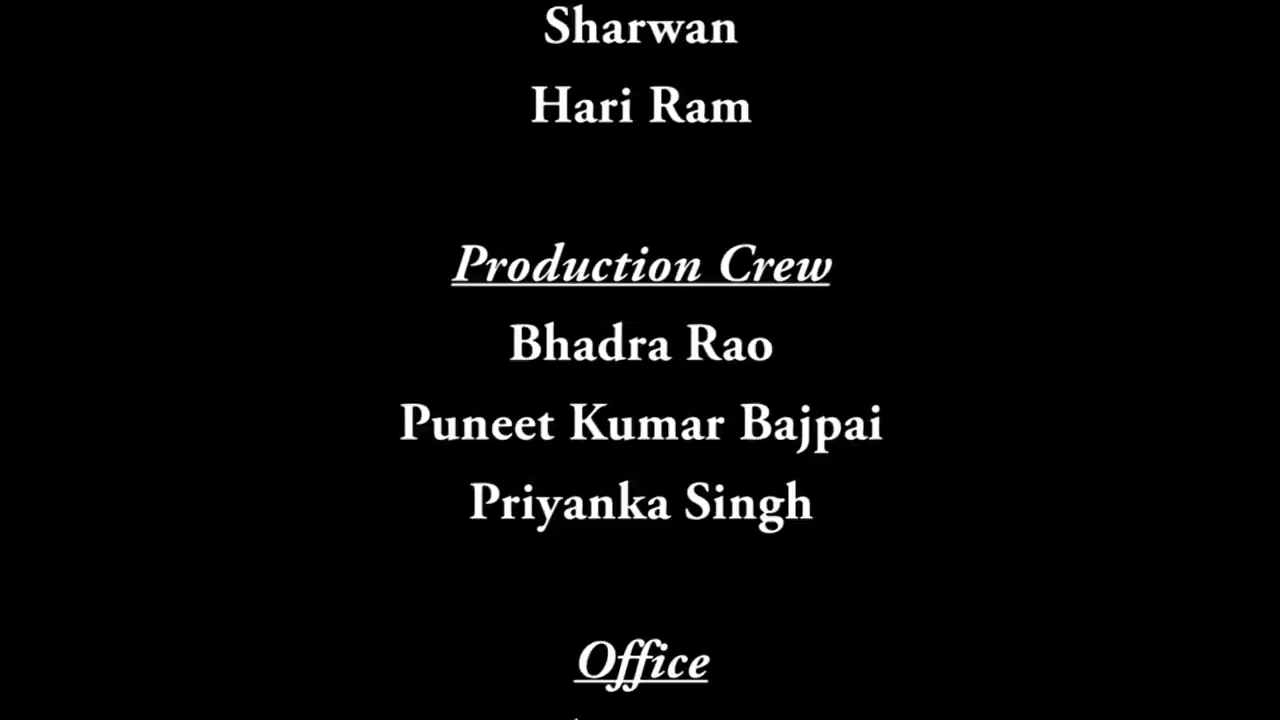 Sharwan
Hari Ram
Production Crew
Bhadra Rao
Puneet Kumar Bajpai
Priyanka Singh
Office